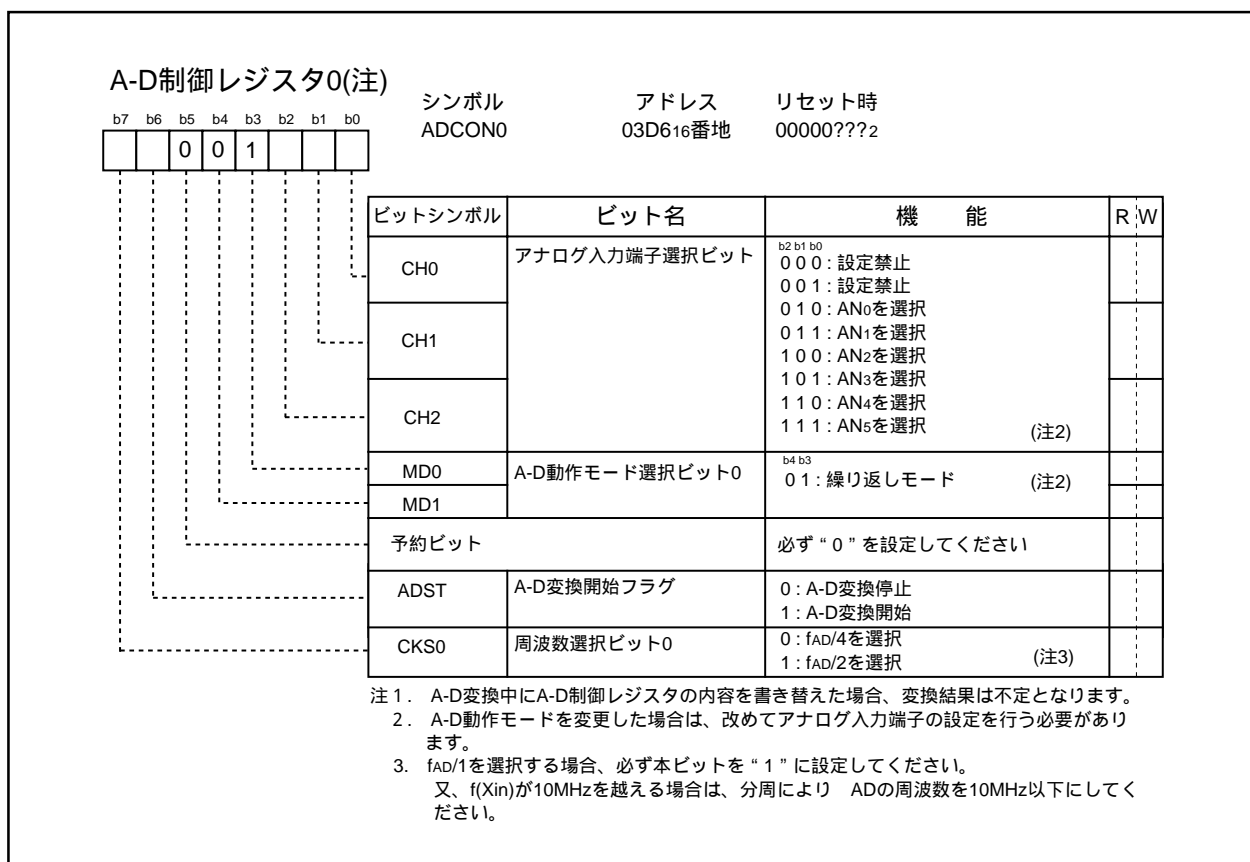 A-D制御レジスタ0(注)
シンボル アドレス リセット時
ADCON0 03D616番地 00000???2
b7 b6 b5 b4 b3 b2 b1 b0
0 0 1
ビットシンボル ビット名 機 能 R W
CH0 アナログ入力端子選択ビット
b2 b1 b0
0 0 0 : 設定禁止
0 0 1 : 設定禁止
0 1 0 : AN0を選択
CH1
0 1 1 : AN1を選択
1 0 0 : AN2を選択
1 0 1 : AN3を選択
CH2
1 1 0 : AN4を選択
1 1 1 : AN5を選択 (注2)
MD0 A-D動作モード選択ビット0
b4 b3
0 1 : 繰り返しモード (注2)
MD1
予約ビット 必ず“0”を設定してください
ADST A-D変換開始フラグ 0 : A-D変換停止
1 : A-D変換開始
CKS0 周波数選択ビット0 0 : fAD/4を選択
1 : fAD/2を選択 (注3)
注1. A-D変換中にA-D制御レジスタの内容を書き替えた場合、変換結果は不定となります。
2. A-D動作モードを変更した場合は、改めてアナログ入力端子の設定を行う必要があり
ます。
3. fAD/1を選択する場合、必ず本ビットを“1”に設定してください。
又、f(Xin)が10MHzを越える場合は、分周により ADの周波数を10MHz以下にしてく
ださい。